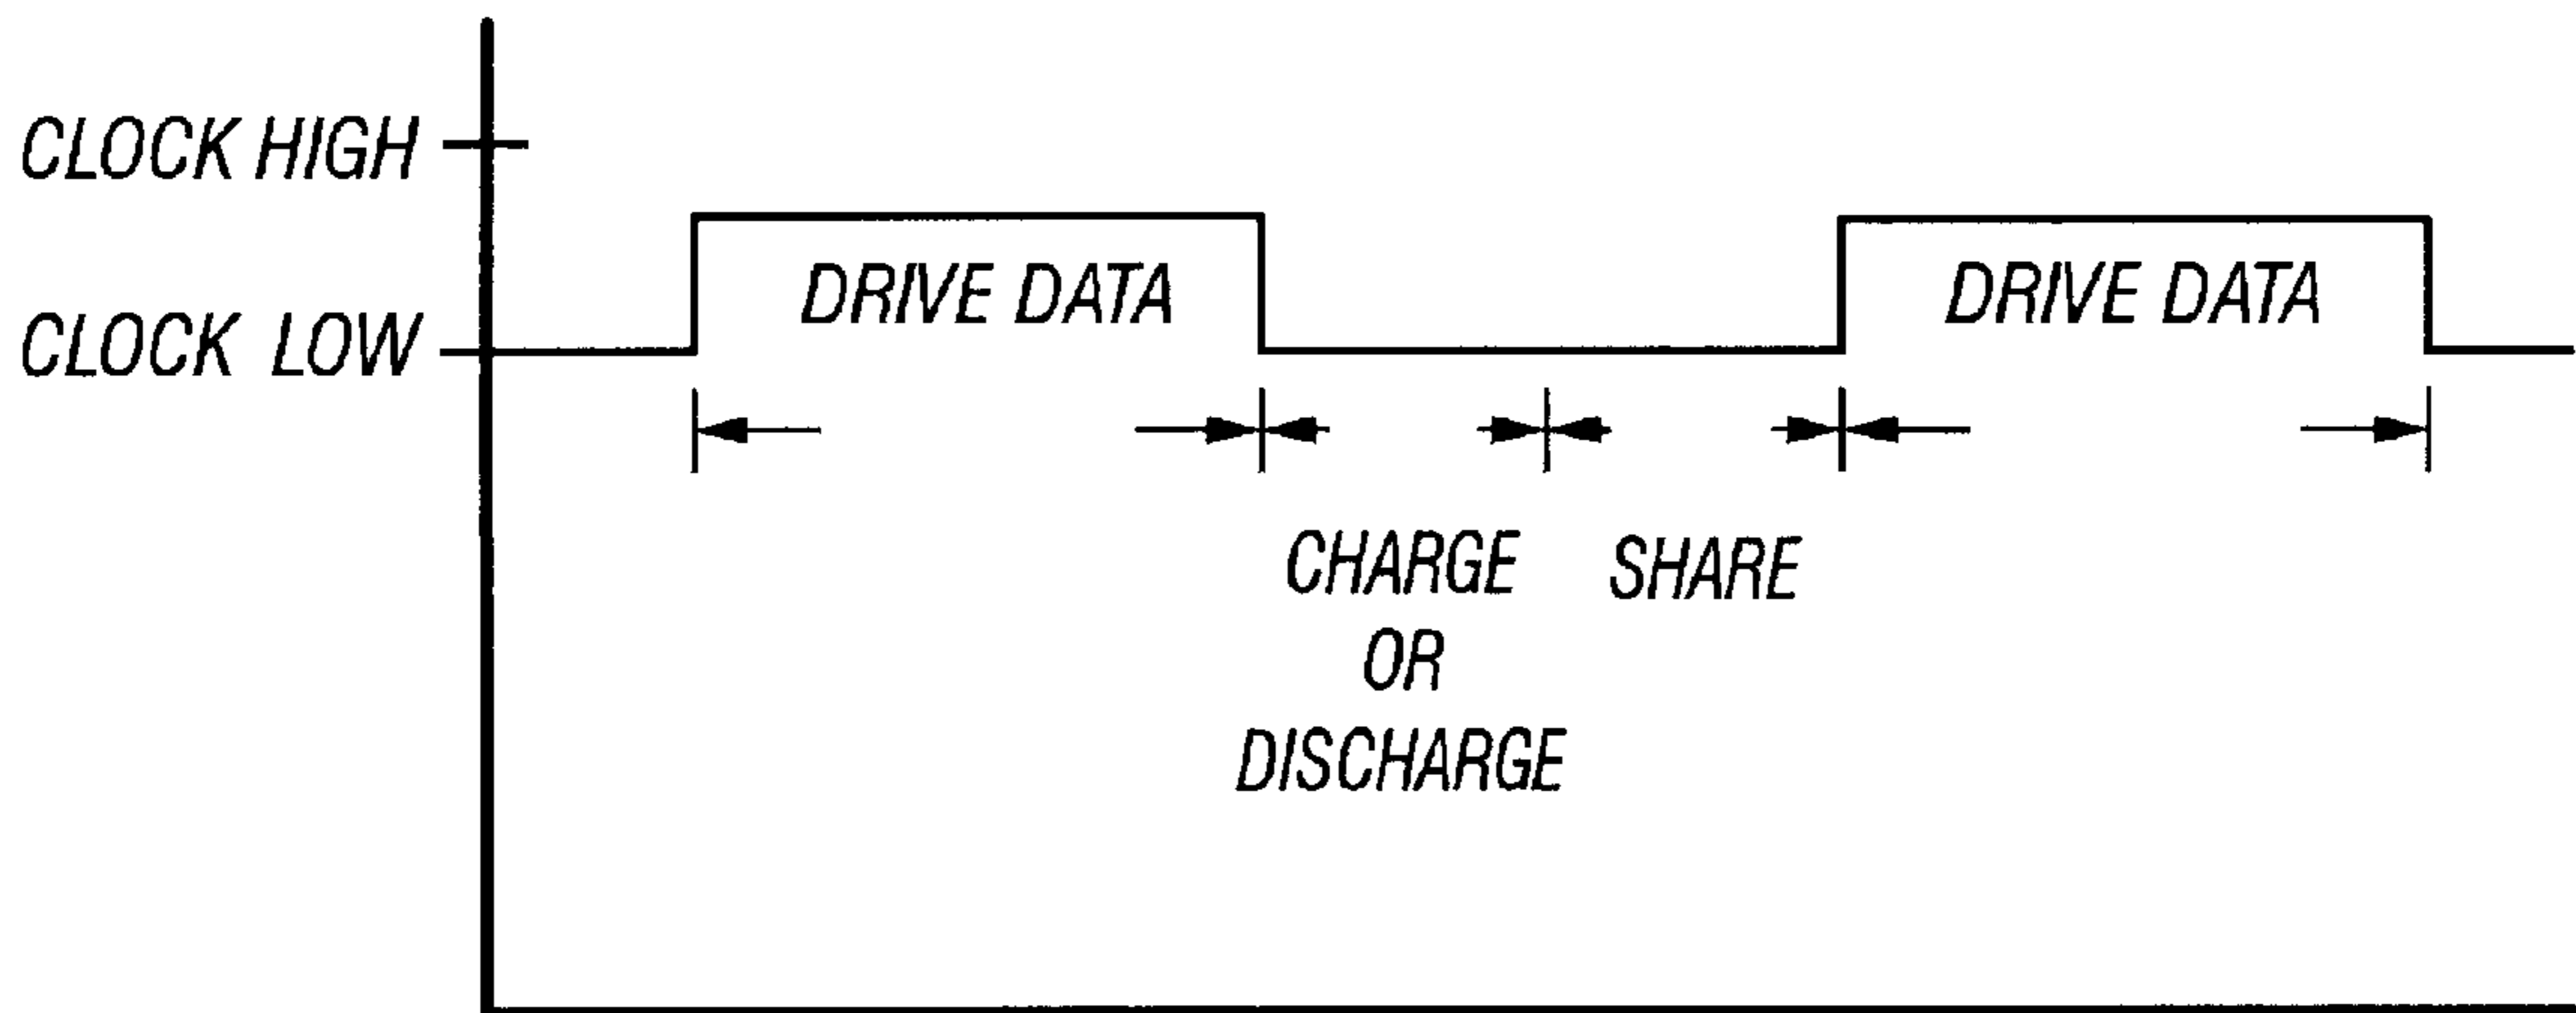 CLOCK HIGH
DRIVE DATA
DRIVE DATA
CLOCK LOW
CHARGE
OR
DISCHARGE
SHARE